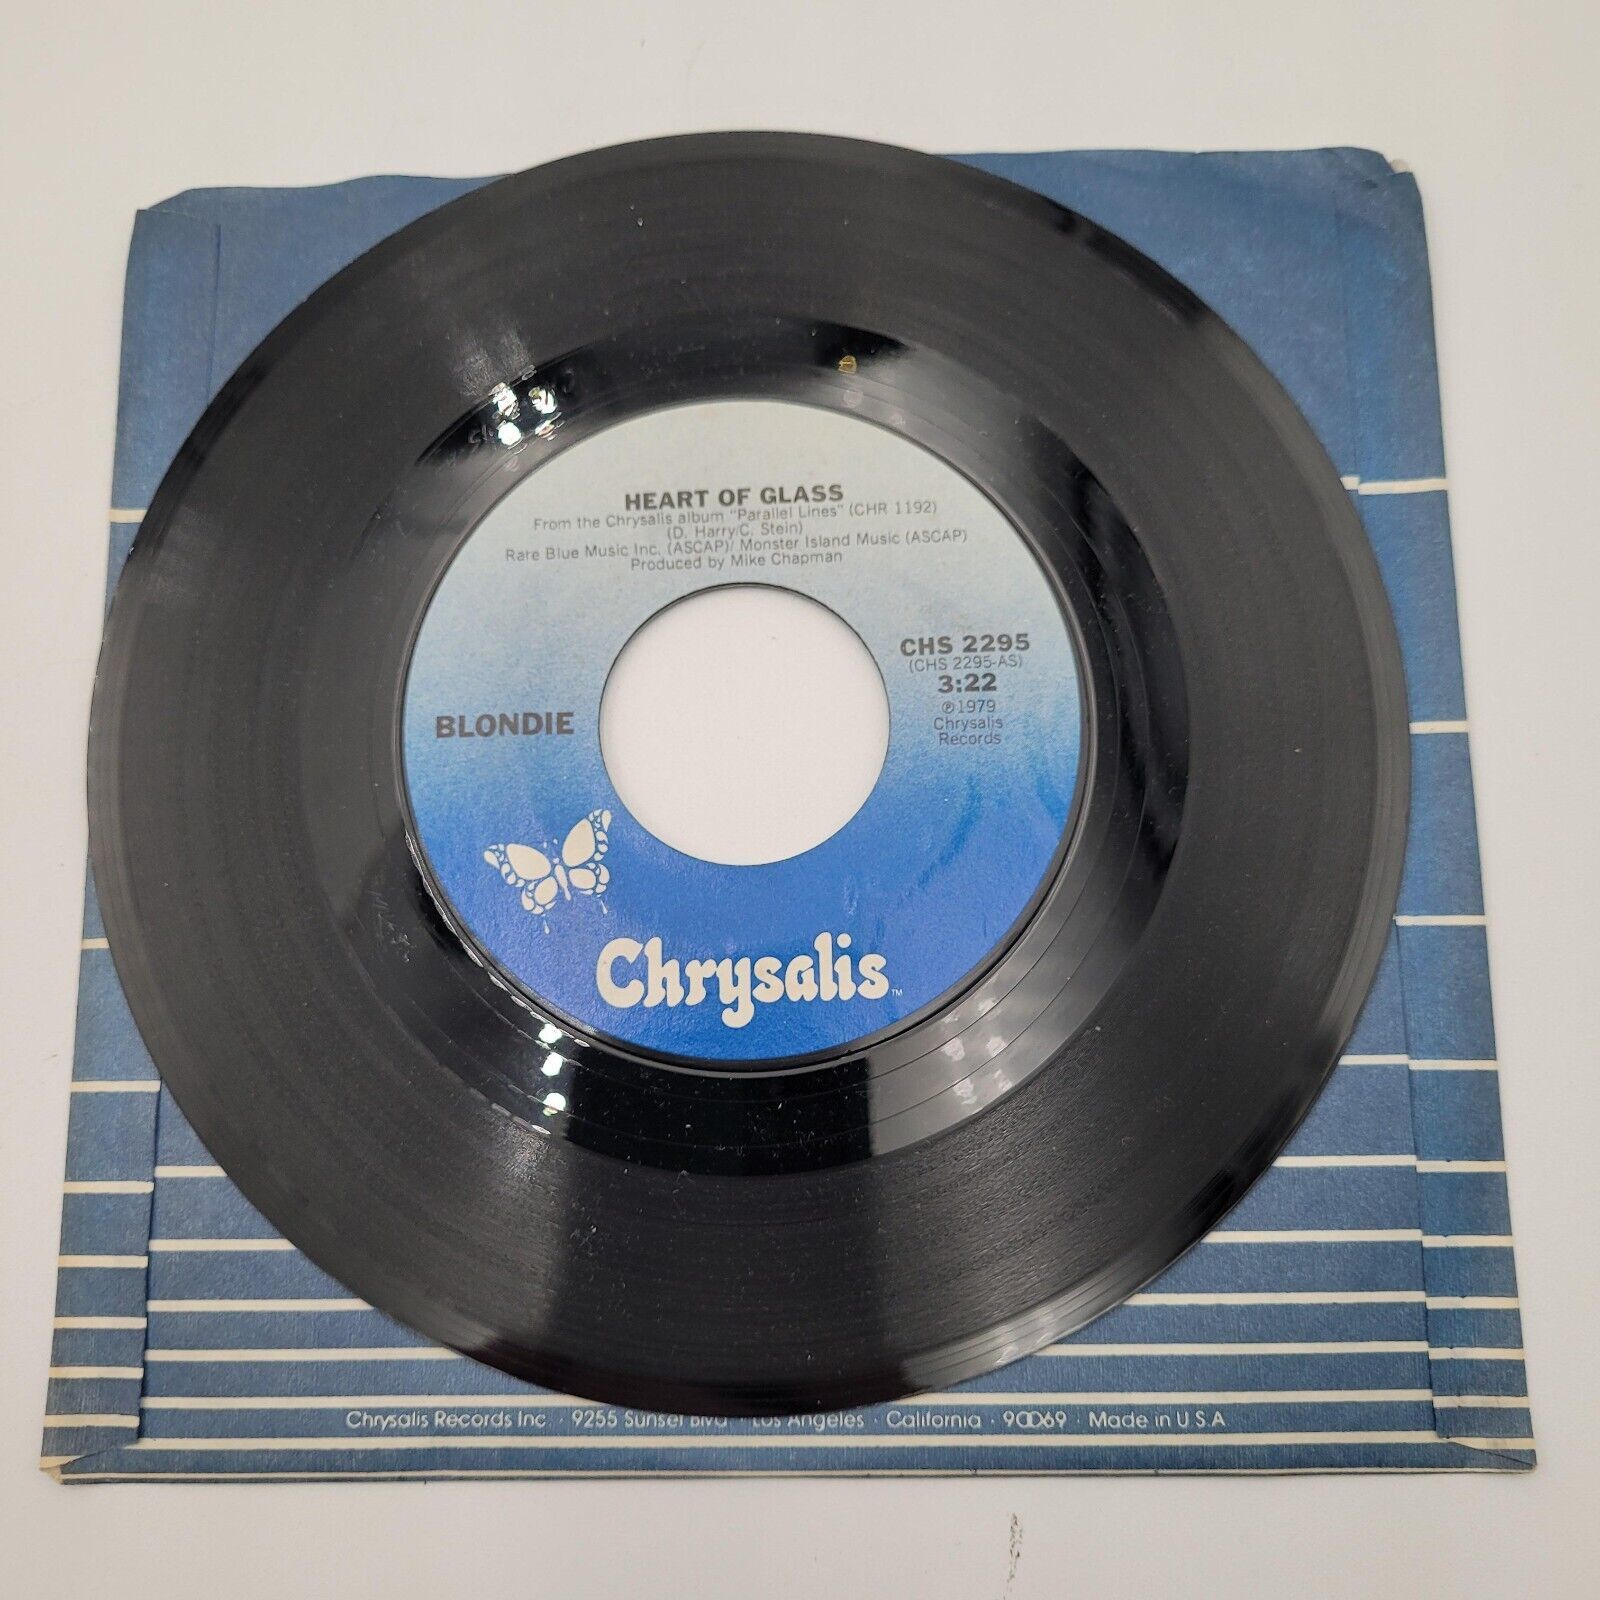 HEART OF GLASS
From the Chrysalis album "Parallel Lines" (CHR 1192)
(D. Harry/C. Stein)
Rare Blue Music Inc. (ASCAP)/ Monster Island Music (ASCAP)
Produced by Mike Chapman
CHS 2295
(CHS 2295-AS)
3:22
℗1979
Chrysalis
Records
BLONDIE
Chrysalis™
Chrysalis Records Inc · 9255 Sunset Blvd · Los Angeles · California · 90069 · Made in U S A